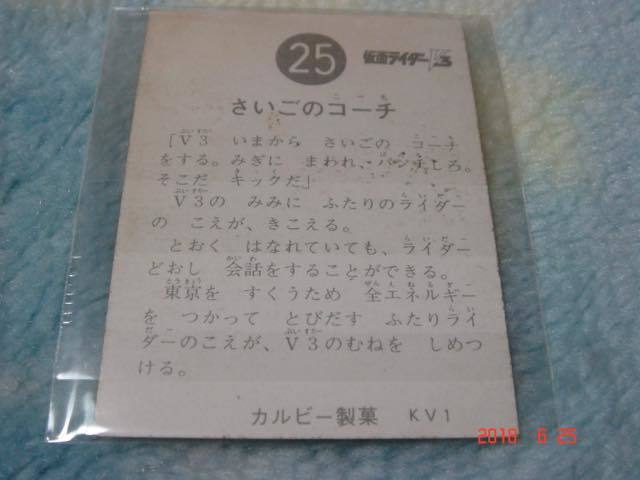 25
仮面ライダーV3
さいごのコーチ
「V3　いまから　さいごの　コーチ
をする。みぎに　まわれ、パンチしろ。
そこだ　キックだ」
V3の　みみに　ふたりのライダー
の　こえが、きこえる。
とおく　はなれていても、ライダー
どおし　会話をすることができる。
東京を　すくうため　全エネルギー
を　つかって　とびだす　ふたりライ
ダーのこえが、V3のむねを　しめつ
ける。
カルビー製菓　KV1
2018 6 25